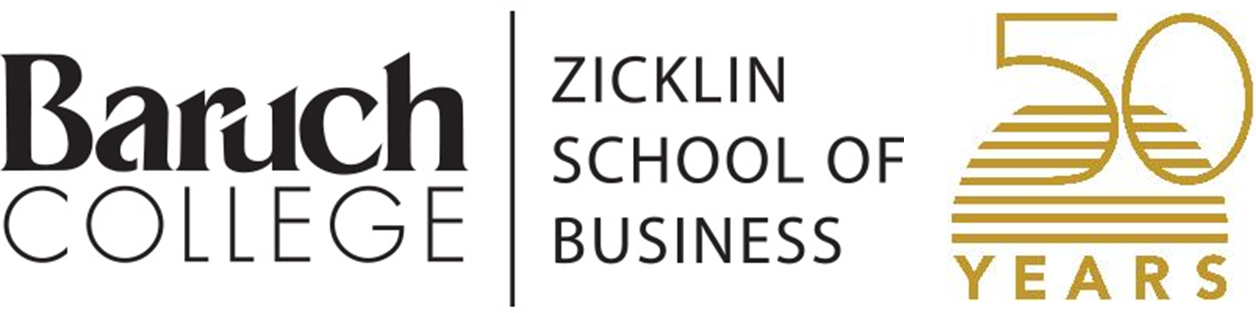 Baruch
COLLEGE
ZICKLIN
SCHOOL OF
BUSINESS
50
YEARS